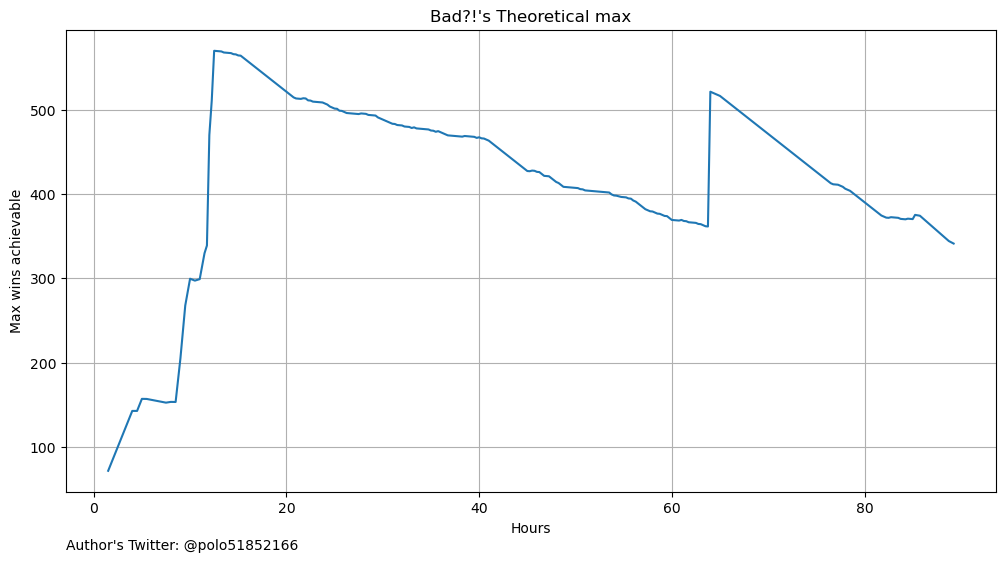 Bad?!'s Theoretical max
Max wins achievable
500
400
300
200
100
0 20 40 60 80
Hours
Author's Twitter: @polo51852166